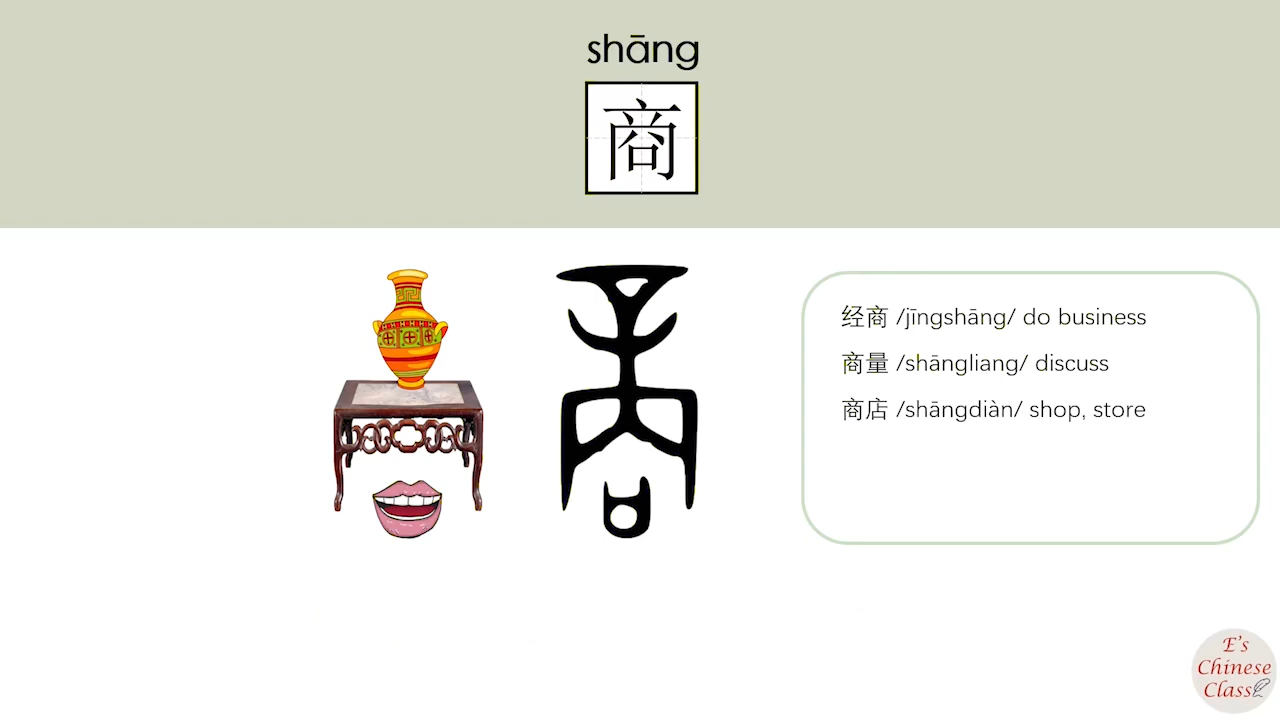 shāng
商
经商 /jīngshāng/ do business
商量 /shāngliang/ discuss
商店 /shāngdiàn/ shop, store
E's
Chinese
Class